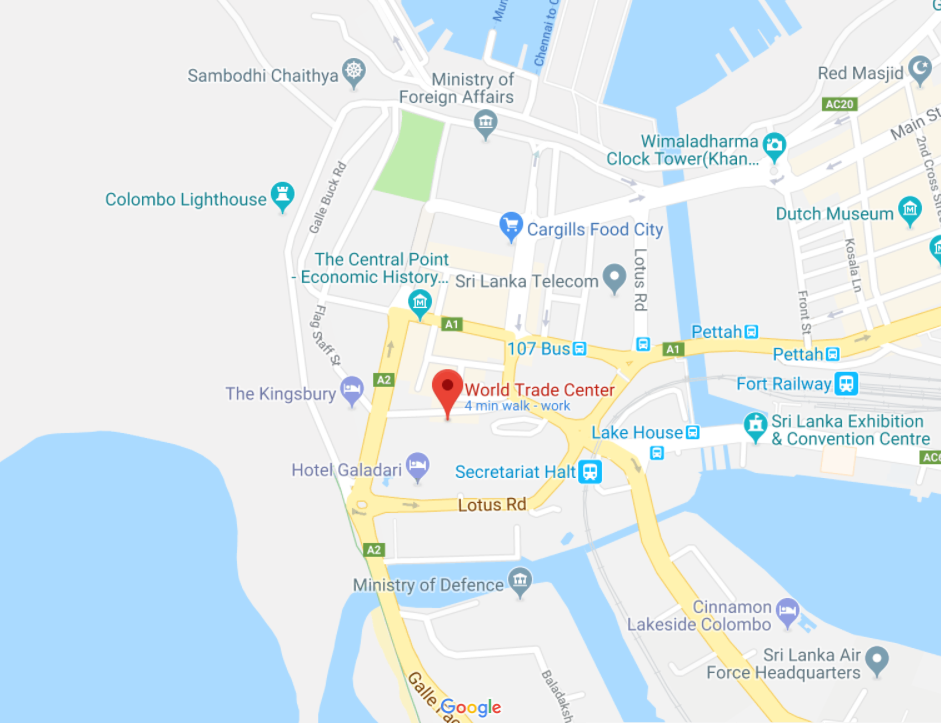 Chennai to C
Sambodhi Chaithya
Ministry of
Foreign Affairs
Red Masjid
AC20
Main St
Wimaladharma
Clock Tower(Khan...
2nd Cross Str
Colombo Lighthouse
Galle Buck Rd
Dutch Museum
Cargills Food City
The Central Point
- Economic History...
Sri Lanka Telecom
Lotus Rd
Kosala Ln
Front St
Flag Staff St
A1
107 Bus
A1
Pettah
Pettah
A2
World Trade Center
4 min walk - work
Fort Railway
The Kingsbury
Sri Lanka Exhibition
& Convention Centre
Lake House
AC6
Hotel Galadari
Secretariat Halt
Lotus Rd
A2
Ministry of Defence
Cinnamon
Lakeside Colombo
Sri Lanka Air
Force Headquarters
Baladaksh
Galle Fac
Google